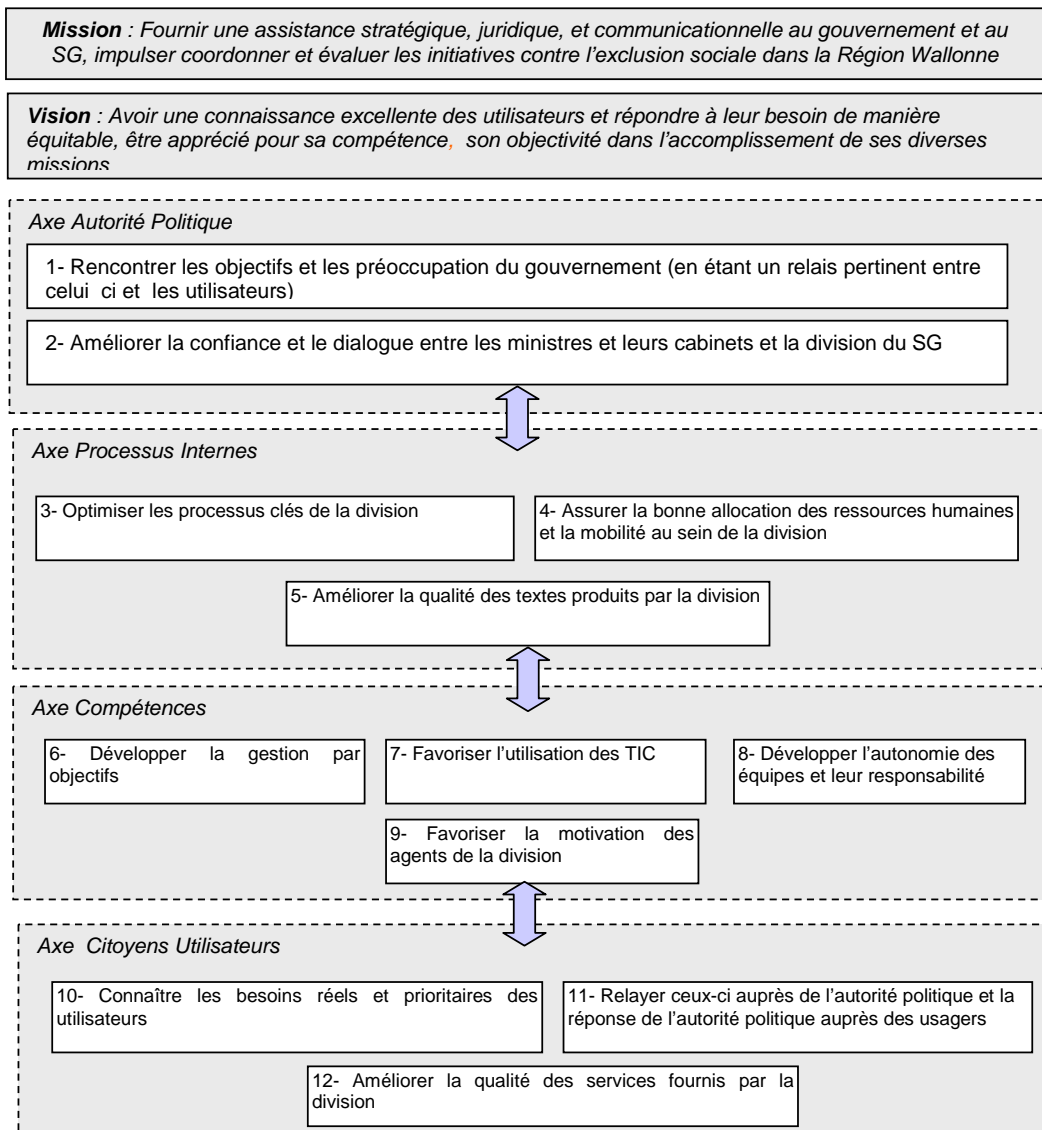 Mission : Fournir une assistance stratégique, juridique, et communicationnelle au gouvernement et au
SG, impulser coordonner et évaluer les initiatives contre l'exclusion sociale dans la Région Wallonne
Vision : Avoir une connaissance excellente des utilisateurs et répondre à leur besoin de manière
équitable, être apprécié pour sa compétence, son objectivité dans l'accomplissement de ses diverses
missions
Axe Autorité Politique
1- Rencontrer les objectifs et les préoccupation du gouvernement (en étant un relais pertinent entre
celui ci et les utilisateurs)
2- Améliorer la confiance et le dialogue entre les ministres et leurs cabinets et la division du SG
Axe Processus Internes
3- Optimiser les processus clés de la division
4- Assurer la bonne allocation des ressources humaines
et la mobilité au sein de la division
5- Améliorer la qualité des textes produits par la division
Axe Compétences
6- Développer la gestion par
objectifs
7- Favoriser l'utilisation des TIC
8- Développer l'autonomie des
équipes et leur responsabilité
9- Favoriser la motivation des
agents de la division
Axe Citoyens Utilisateurs
10- Connaître les besoins réels et prioritaires des
utilisateurs
11- Relayer ceux-ci auprès de l'autorité politique et la
réponse de l'autorité politique auprès des usagers
12- Améliorer la qualité des services fournis par la
division